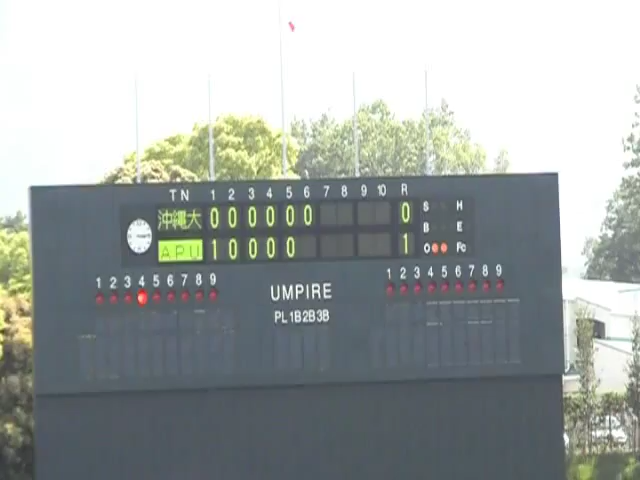 TN 1 2 3 4 5 6 7 8 9 10 R
沖縄大 0 0 0 0 0 0 0 S H
B E
APU 1 0 0 0 0 1 O Fc
1 2 3 4 5 6 7 8 9 1 2 3 4 5 6 7 8 9
UMPIRE
PL 1B 2B 3B